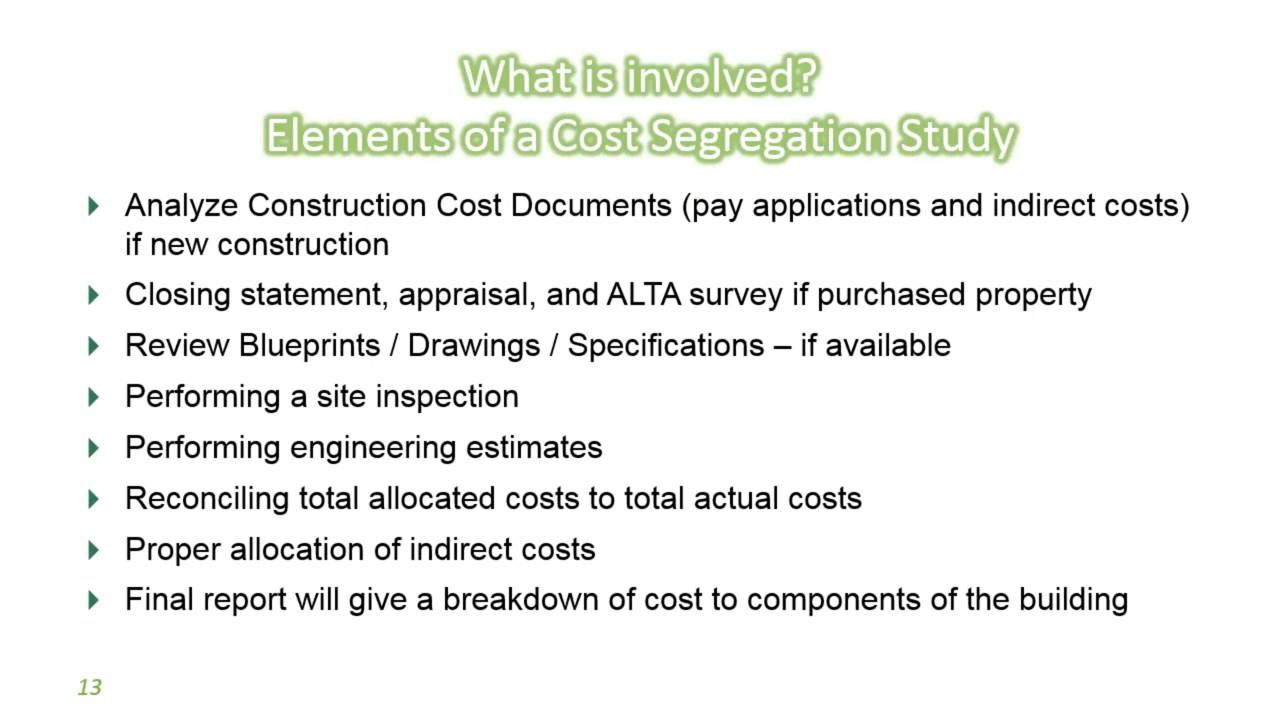 What is involved?
Elements of a Cost Segregation Study
Analyze Construction Cost Documents (pay applications and indirect costs)
if new construction
Closing statement, appraisal, and ALTA survey if purchased property
Review Blueprints / Drawings / Specifications – if available
Performing a site inspection
Performing engineering estimates
Reconciling total allocated costs to total actual costs
Proper allocation of indirect costs
Final report will give a breakdown of cost to components of the building
13